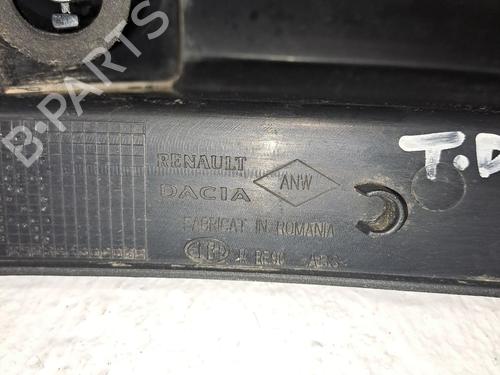 B-PARTS
RENAULT
DACIA
ANW
FABRICAT IN ROMANIA
T.D